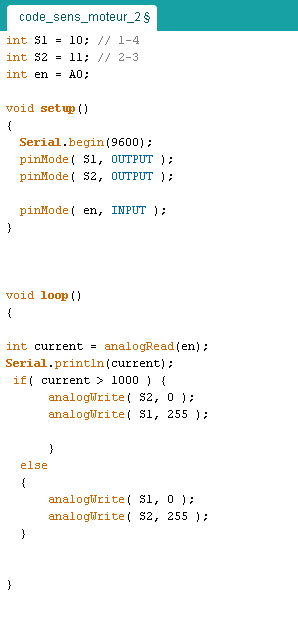 code_sens_moteur_2 §
int S1 = 10; // 1-4
int S2 = 11; // 2-3
int en = A0;
void setup()
{
Serial.begin(9600);
pinMode( S1, OUTPUT );
pinMode( S2, OUTPUT );
pinMode( en, INPUT );
}
void loop()
{
int current = analogRead(en);
Serial.println(current);
if( current > 1000 ) {
analogWrite( S2, 0 );
analogWrite( S1, 255 );
}
else
{
analogWrite( S1, 0 );
analogWrite( S2, 255 );
}
}